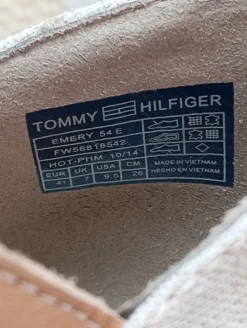 TOMMY HILFIGER
EMERY 54 E
FW56818542
HOT-PHM 10/14
EUR UK USA CM
41 7 9.5 26
MADE IN VIETNAM
HECHO EN VIETNAM